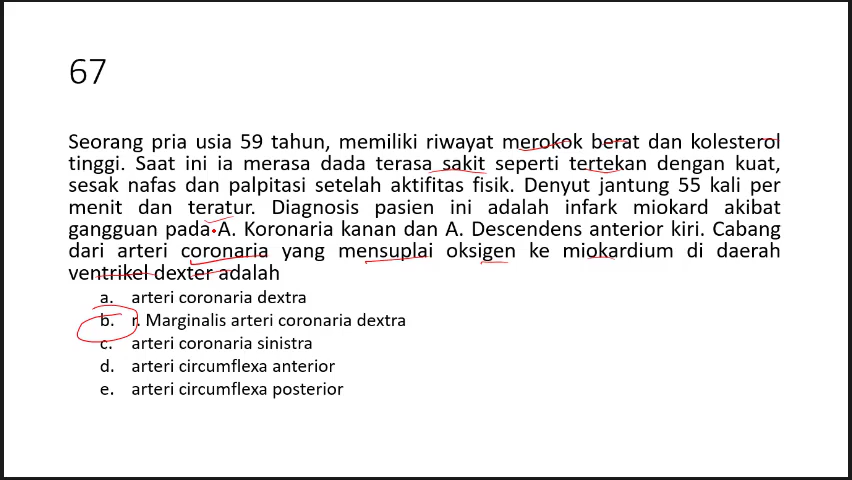 67
Seorang pria usia 59 tahun, memiliki riwayat merokok berat dan kolesterol
tinggi. Saat ini ia merasa dada terasa sakit seperti tertekan dengan kuat,
sesak nafas dan palpitasi setelah aktifitas fisik. Denyut jantung 55 kali per
menit dan teratur. Diagnosis pasien ini adalah infark miokard akibat
gangguan pada A. Koronaria kanan dan A. Descendens anterior kiri. Cabang
dari arteri coronaria yang mensuplai oksigen ke miokardium di daerah
ventrikel dexter adalah
a. arteri coronaria dextra
b. r. Marginalis arteri coronaria dextra
c. arteri coronaria sinistra
d. arteri circumflexa anterior
e. arteri circumflexa posterior